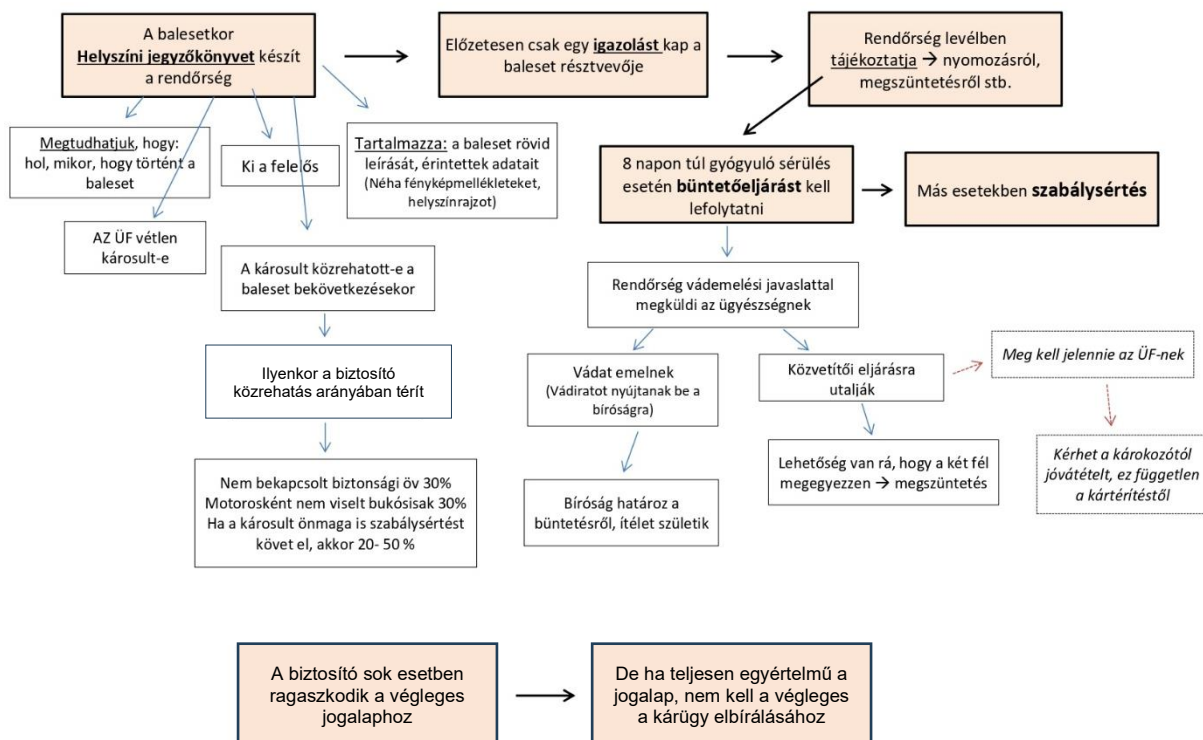 A balesetkor
Helyszíni jegyzőkönyvet készít
a rendőrség
Előzetesen csak egy igazolást kap a
baleset résztvevője
Rendőrség levélben
tájékoztatja → nyomozásról,
megszüntetésről stb.
Megtudhatjuk, hogy:
hol, mikor, hogy történt a
baleset
Ki a felelős
Tartalmazza: a baleset rövid
leírását, érintettek adatait
(Néha fényképmellékleteket,
helyszínrajzot)
8 napon túl gyógyuló sérülés
esetén büntetőeljárást kell
lefolytatni
Más esetekben szabálysértés
AZ ÜF vétlen
károsult-e
A károsult közrehatott-e a
baleset bekövetkezésekor
Rendőrség vádemelési javaslattal
megküldi az ügyészségnek
Ilyenkor a biztosító
közrehatás arányában térít
Vádat emelnek
(Vádiratot nyújtanak be a
bíróságra)
Közvetítői eljárásra
utalják
Meg kell jelennie az ÜF-nek
Nem bekapcsolt biztonsági öv 30%
Motorosként nem viselt bukósisak 30%
Ha a károsult önmaga is szabálysértést
követ el, akkor 20- 50 %
Bíróság határoz a
büntetésről, ítélet születik
Lehetőség van rá, hogy a két fél
megegyezzen → megszüntetés
Kérhet a károkozótól
jóvátételt, ez független
a kártérítéstől
A biztosító sok esetben
ragaszkodik a végleges
jogalaphoz
De ha teljesen egyértelmű a
jogalap, nem kell a végleges
a kárügy elbírálásához